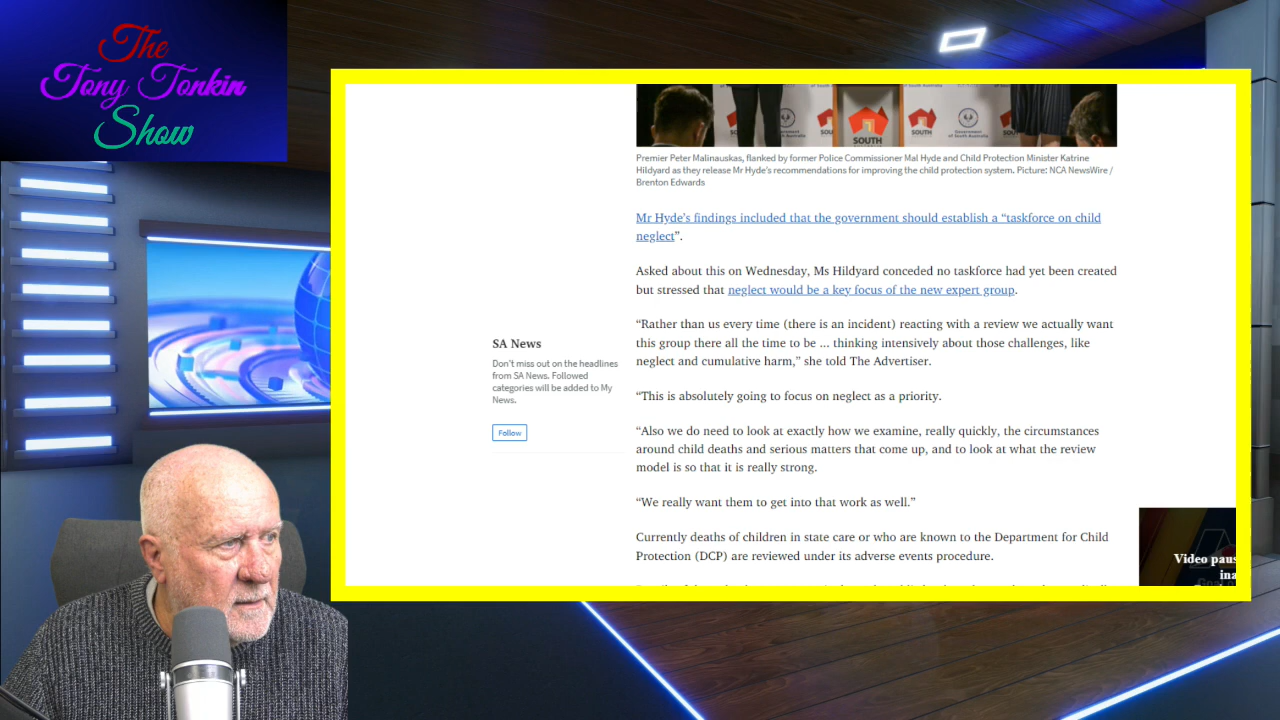 The
Tony Tonkin
Show
SOUTH
SOUTH
SOUTH
Government of South Australia
Premier Peter Malinauskas, flanked by former Police Commissioner Mal Hyde and Child Protection Minister Katrine
Hildyard as they release Mr Hyde's recommendations for improving the child protection system. Picture: NCA NewsWire /
Brenton Edwards
Mr Hyde's findings included that the government should establish a “taskforce on child
neglect”.
Asked about this on Wednesday, Ms Hildyard conceded no taskforce had yet been created
but stressed that neglect would be a key focus of the new expert group.
“Rather than us every time (there is an incident) reacting with a review we actually want
this group there all the time to be ... thinking intensively about those challenges, like
neglect and cumulative harm,” she told The Advertiser.
SA News
Don't miss out on the headlines
from SA News. Followed
categories will be added to My
News.
Follow
“This is absolutely going to focus on neglect as a priority.
“Also we do need to look at exactly how we examine, really quickly, the circumstances
around child deaths and serious matters that come up, and to look at what the review
model is so that it is really strong.
“We really want them to get into that work as well.”
Currently deaths of children in state care or who are known to the Department for Child
Protection (DCP) are reviewed under its adverse events procedure.
Video paus
ina